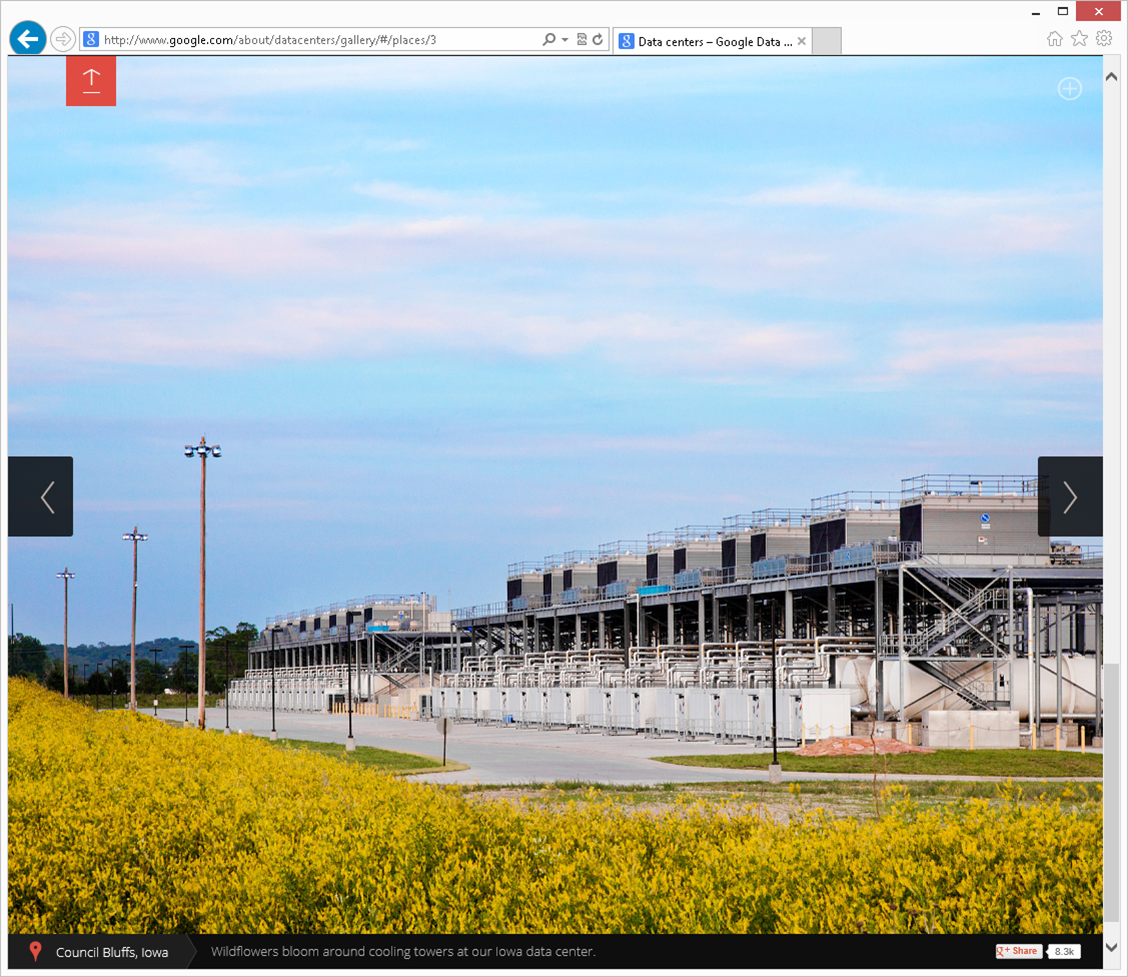 http://www.google.com/about/datacenters/gallery/#/places/3
Data centers – Google Data ...
Council Bluffs, Iowa
Wildflowers bloom around cooling towers at our Iowa data center.
g+ Share
8.3k